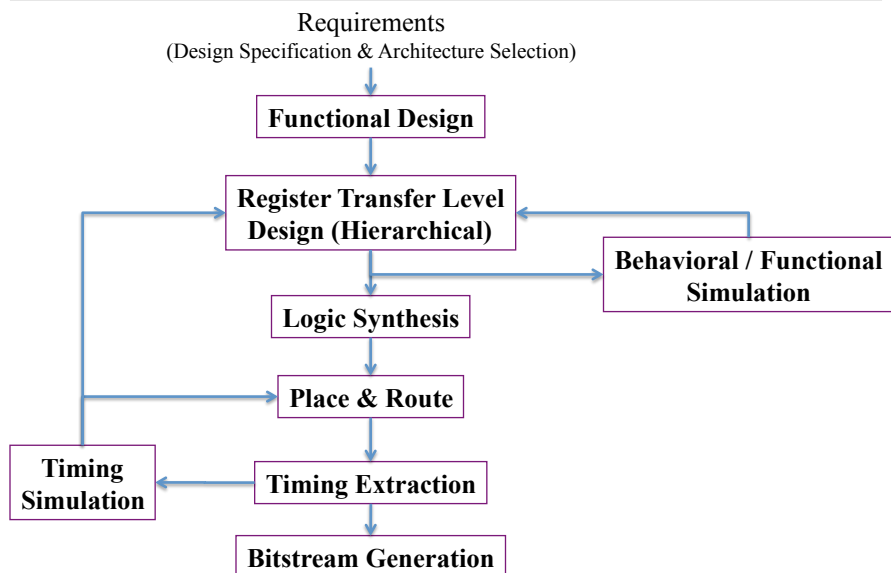 Requirements
(Design Specification & Architecture Selection)
Functional Design
Register Transfer Level
Design (Hierarchical)
Behavioral / Functional
Simulation
Logic Synthesis
Place & Route
Timing
Simulation
Timing Extraction
Bitstream Generation